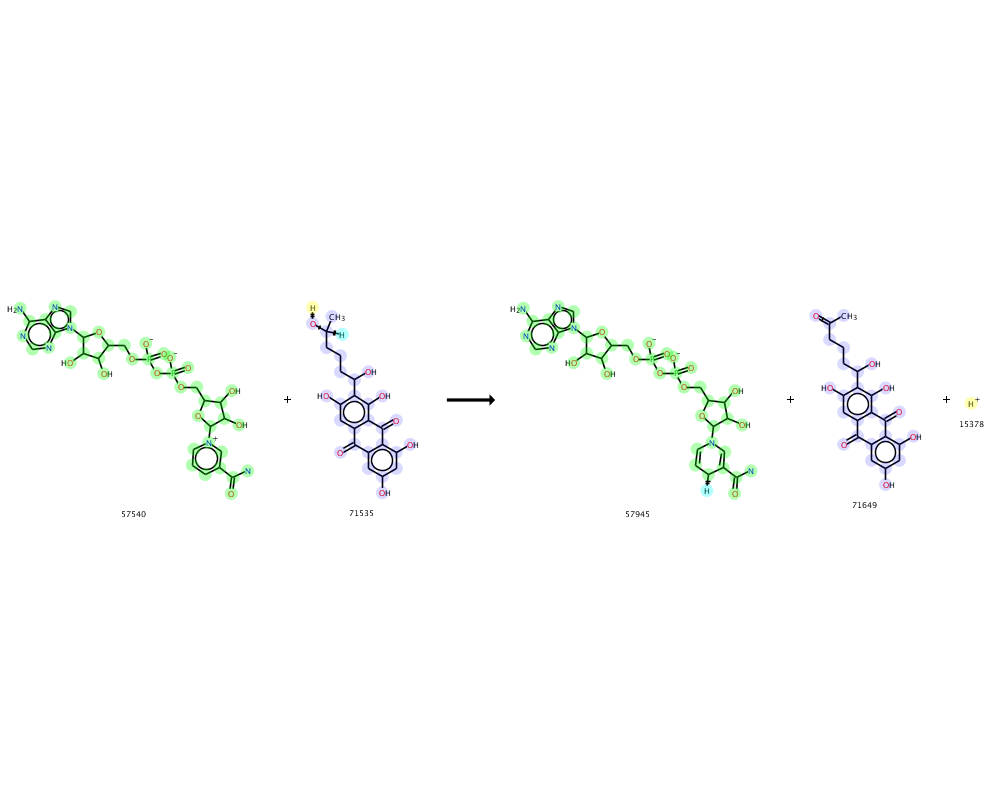 H₂N N N N N O HO OH O O⁻ P O O O⁻ P O O O OH OH N⁺ N O
57540
+
H O CH₃ H OH HO OH O O OH OH
71535
H₂N N N N N O HO OH O O⁻ P O O O⁻ P O O O OH OH N N O H
57945
+
O CH₃ OH HO OH O O OH OH
71649
+
H⁺
15378